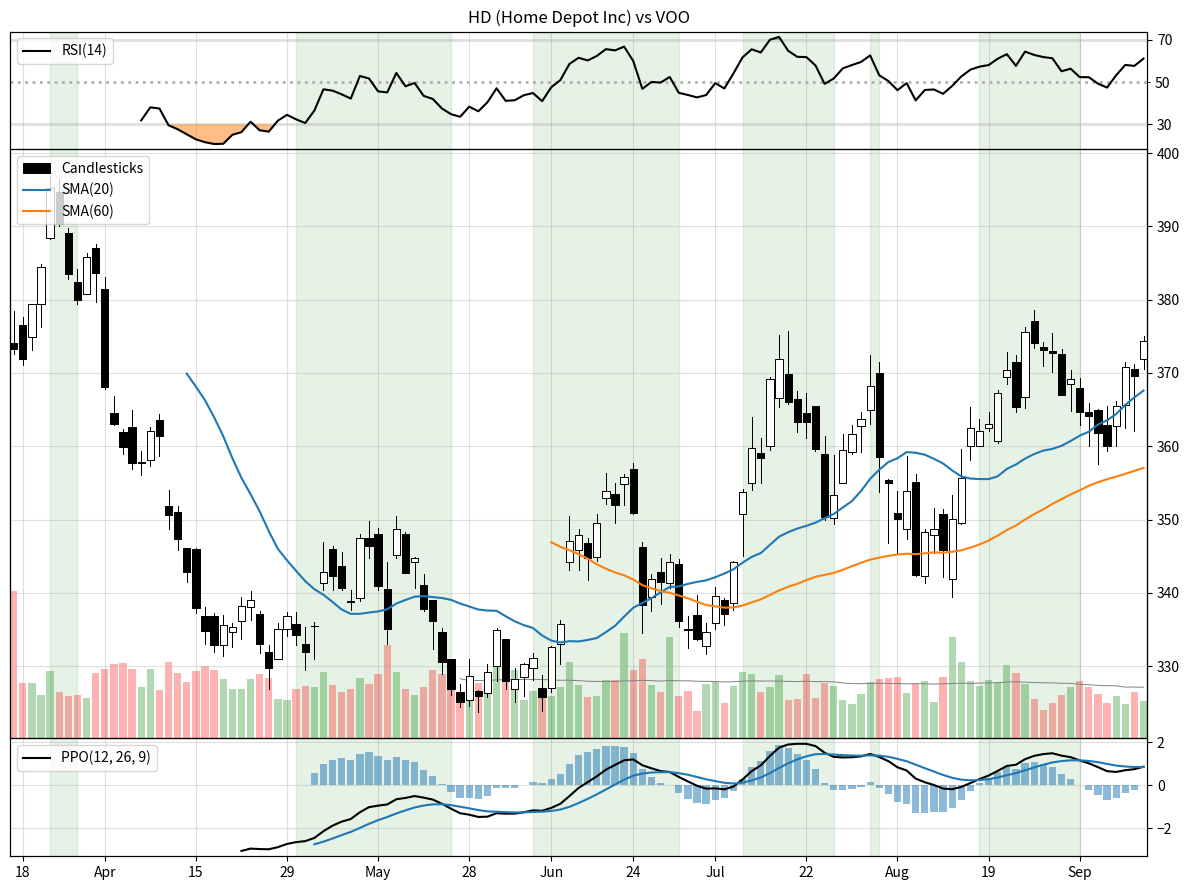 HD (Home Depot Inc) vs VOO
RSI(14)
70
50
30
Candlesticks
SMA(20)
SMA(60)
400
390
380
370
360
350
340
330
PPO(12, 26, 9)
2
0
−2
18 Apr 15 29 May 28 Jun 24 Jul 22 Aug 19 Sep